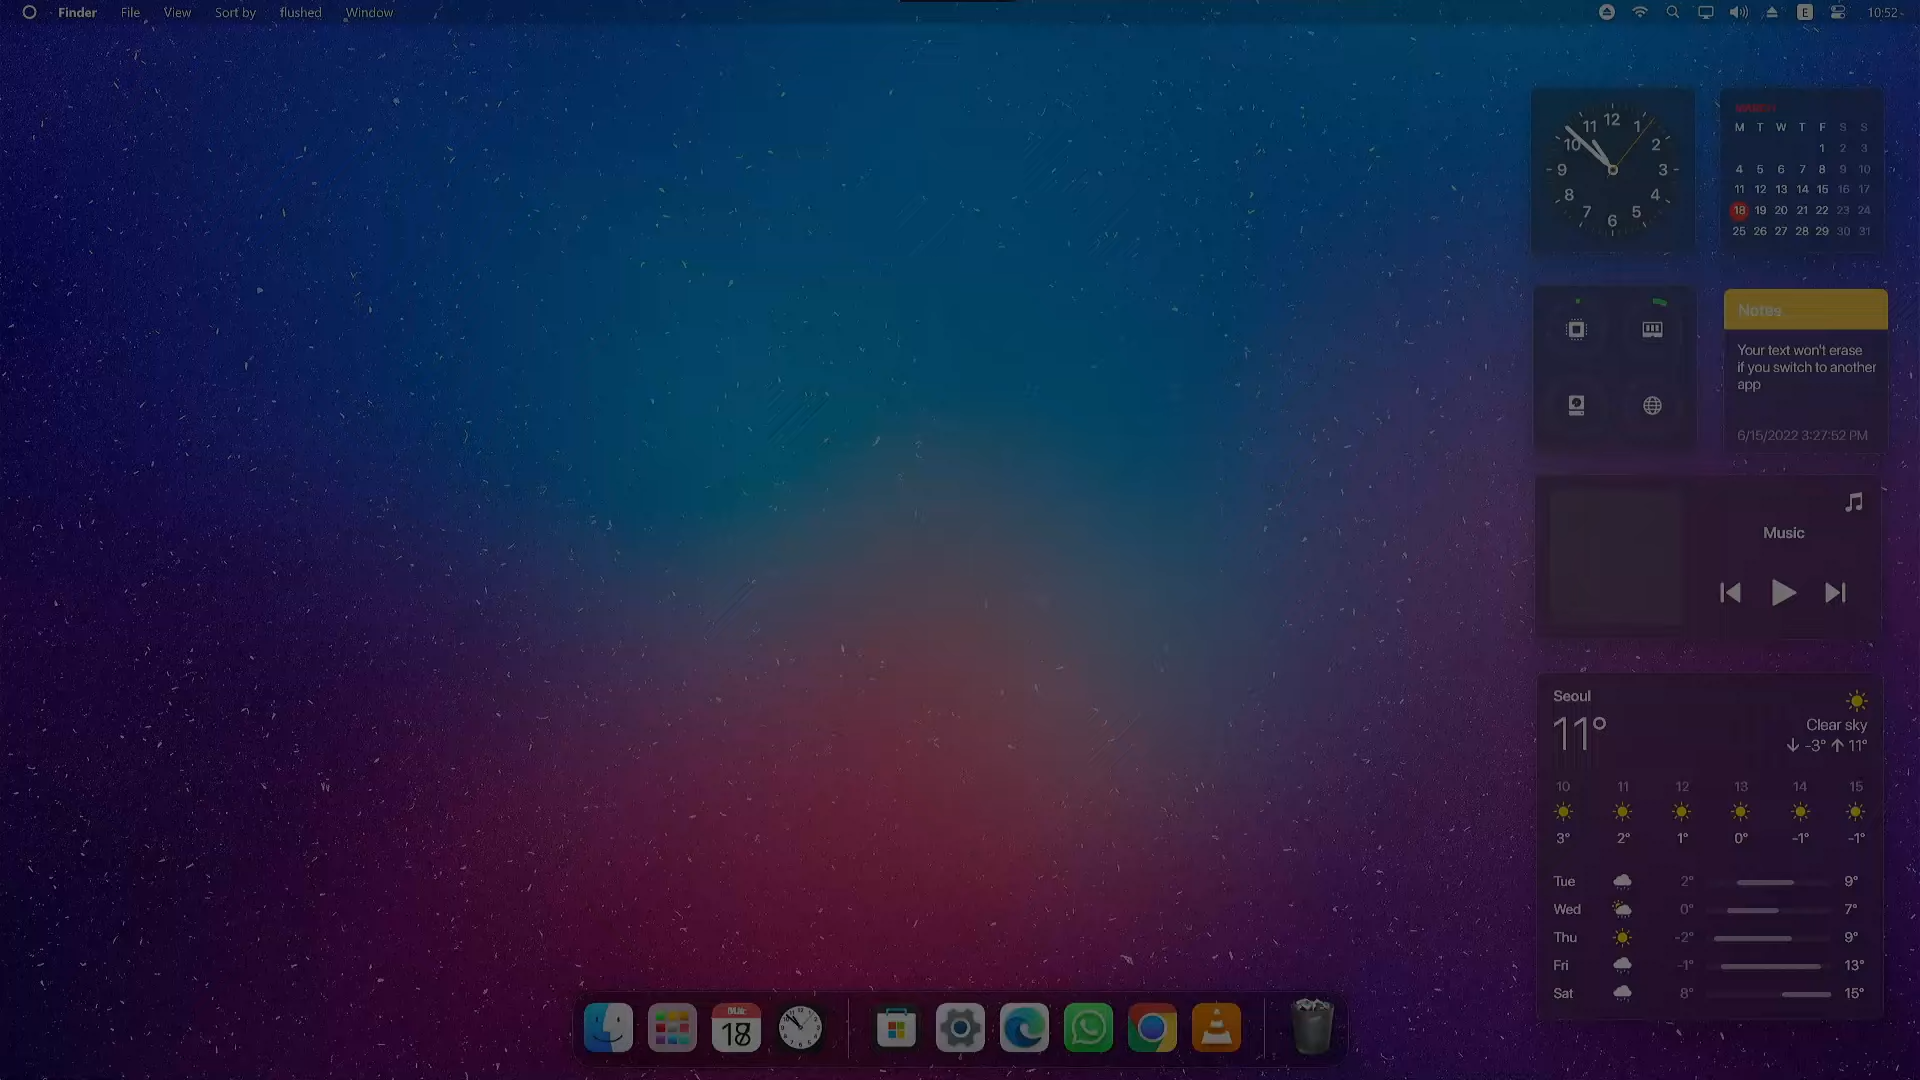 Finder File View Sort by flushed Window 10:52
12
11 1
10 2
9 3
8 4
7 5
6
MARCH
M T W T F S S
1 2 3
4 5 6 7 8 9 10
11 12 13 14 15 16 17
18 19 20 21 22 23 24
25 26 27 28 29 30 31
Notes
Your text won't erase
if you switch to another
app
6/15/2022 3:27:52 PM
Music
Seoul
11°
Clear sky
↓ -3° ↑ 11°
10 11 12 13 14 15
3° 2° 1° 0° -1° -1°
Tue 2° 9°
Wed 0° 7°
Thu -2° 9°
Fri -1° 13°
Sat 8° 15°
18